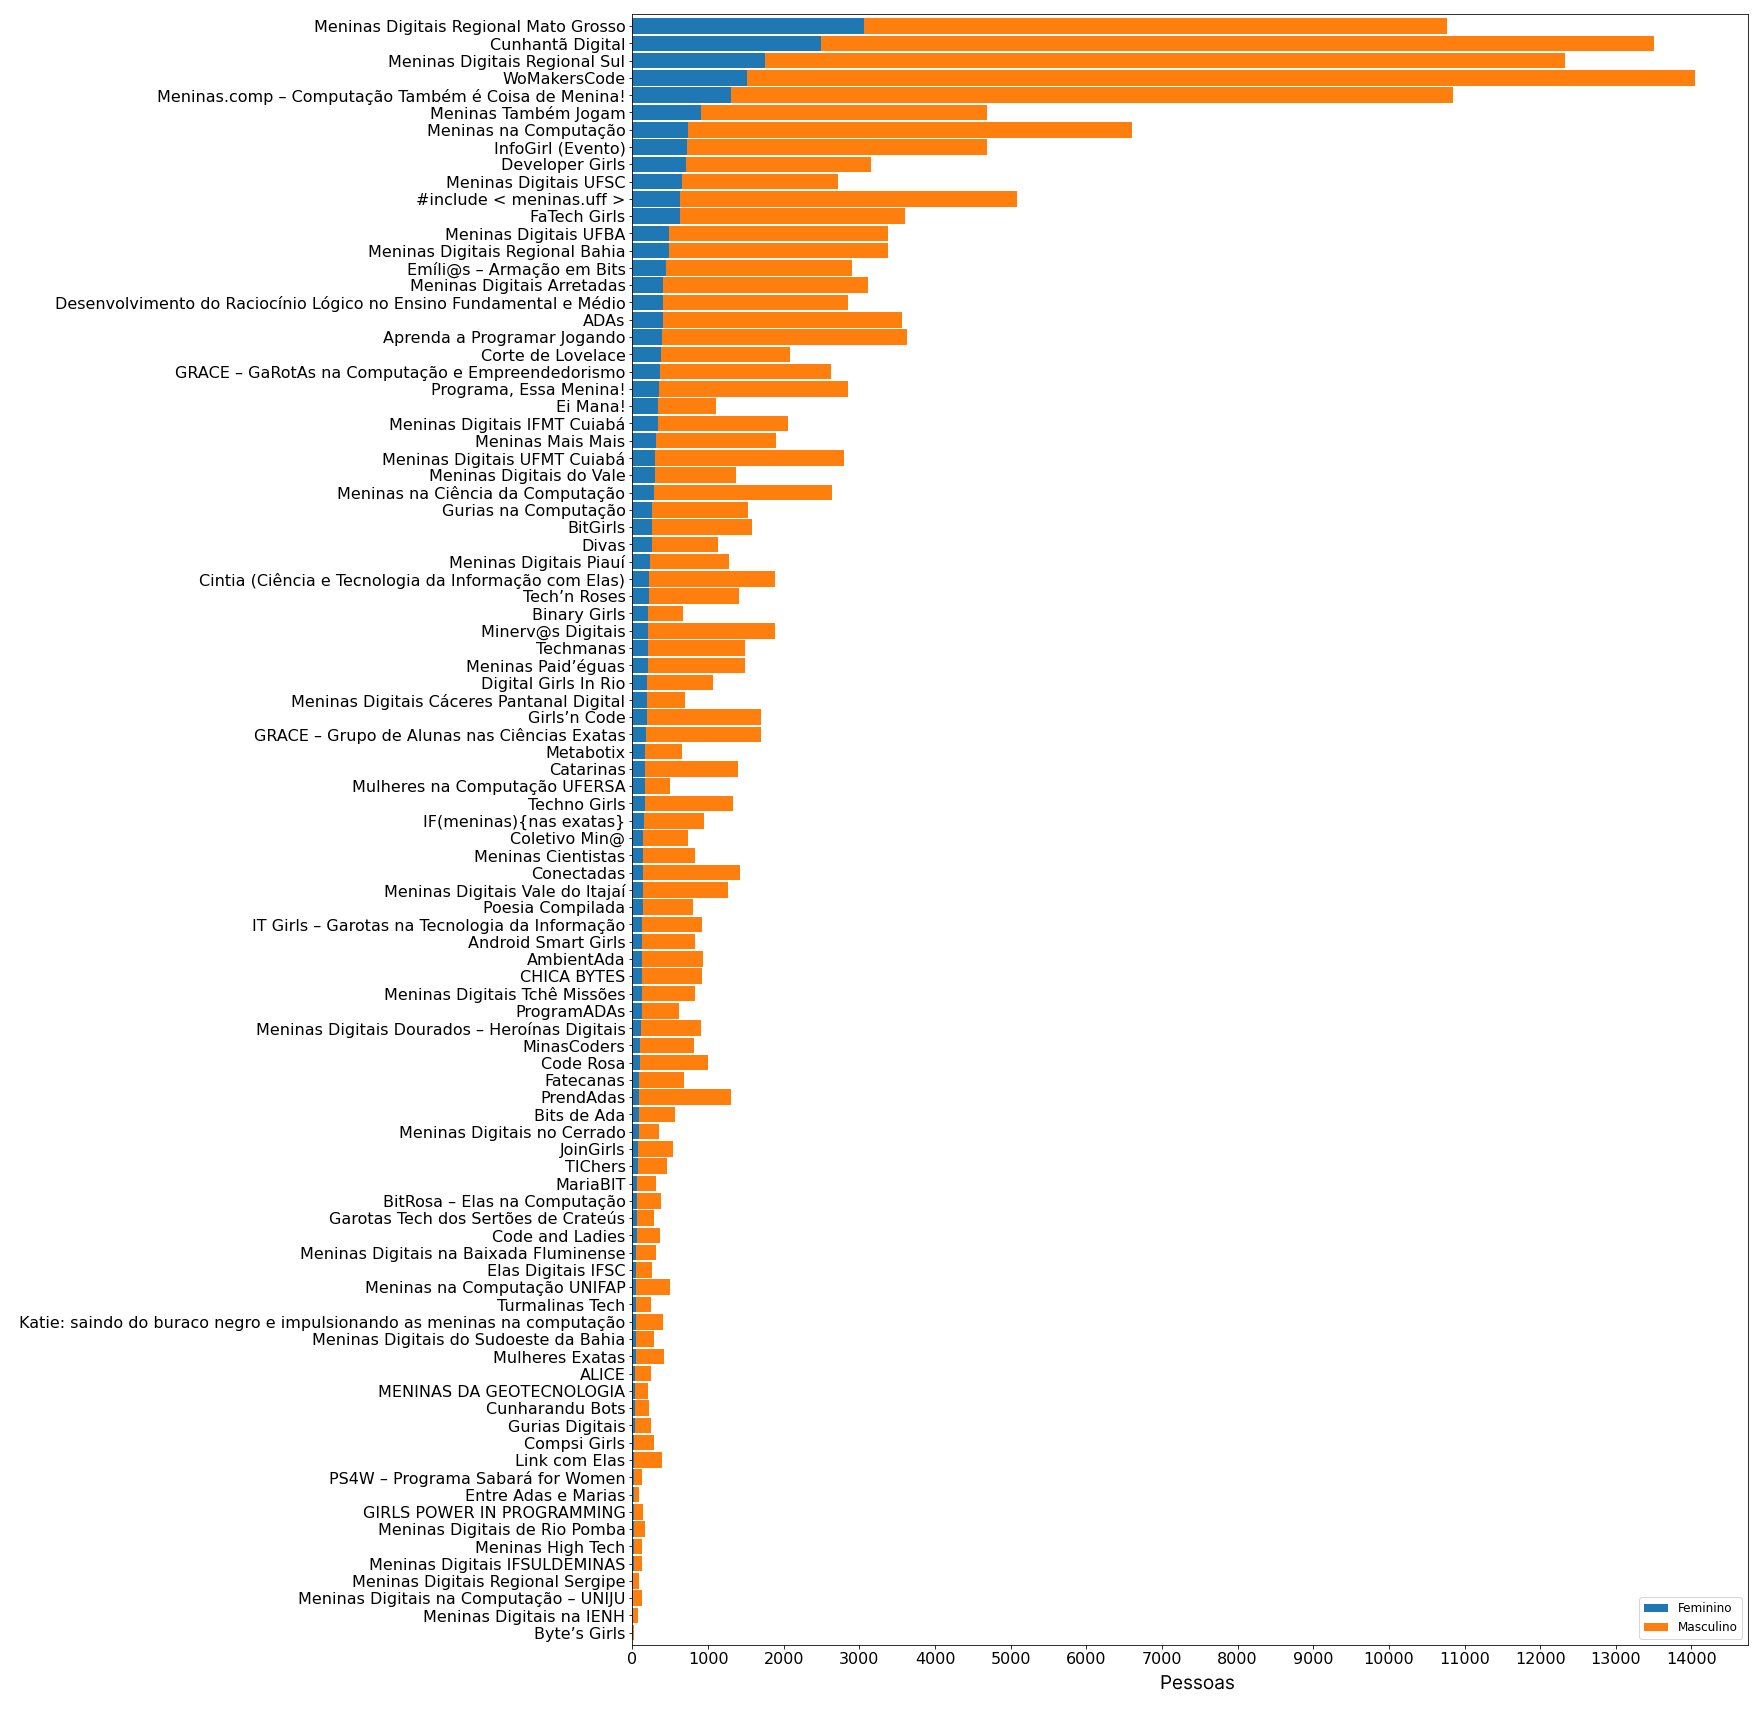 Meninas Digitais Regional Mato Grosso
Cunhantã Digital
Meninas Digitais Regional Sul
WoMakersCode
Meninas.comp – Computação Também é Coisa de Menina!
Meninas Também Jogam
Meninas na Computação
InfoGirl (Evento)
Developer Girls
Meninas Digitais UFSC
#include < meninas.uff >
FaTech Girls
Meninas Digitais UFBA
Meninas Digitais Regional Bahia
Emíli@s – Armação em Bits
Meninas Digitais Arretadas
Desenvolvimento do Raciocínio Lógico no Ensino Fundamental e Médio
ADAs
Aprenda a Programar Jogando
Corte de Lovelace
GRACE – GaRotAs na Computação e Empreendedorismo
Programa, Essa Menina!
Ei Mana!
Meninas Digitais IFMT Cuiabá
Meninas Mais Mais
Meninas Digitais UFMT Cuiabá
Meninas Digitais do Vale
Meninas na Ciência da Computação
Gurias na Computação
BitGirls
Divas
Meninas Digitais Piauí
Cintia (Ciência e Tecnologia da Informação com Elas)
Tech’n Roses
Binary Girls
Minerv@s Digitais
Techmanas
Meninas Paid’éguas
Digital Girls In Rio
Meninas Digitais Cáceres Pantanal Digital
Girls’n Code
GRACE – Grupo de Alunas nas Ciências Exatas
Metabotix
Catarinas
Mulheres na Computação UFERSA
Techno Girls
IF(meninas){nas exatas}
Coletivo Min@
Meninas Cientistas
Conectadas
Meninas Digitais Vale do Itajaí
Poesia Compilada
IT Girls – Garotas na Tecnologia da Informação
Android Smart Girls
AmbientAda
CHICA BYTES
Meninas Digitais Tchê Missões
ProgramADAs
Meninas Digitais Dourados – Heroínas Digitais
MinasCoders
Code Rosa
Fatecanas
PrendAdas
Bits de Ada
Meninas Digitais no Cerrado
JoinGirls
TIChers
MariaBIT
BitRosa – Elas na Computação
Garotas Tech dos Sertões de Crateús
Code and Ladies
Meninas Digitais na Baixada Fluminense
Elas Digitais IFSC
Meninas na Computação UNIFAP
Turmalinas Tech
Katie: saindo do buraco negro e impulsionando as meninas na computação
Meninas Digitais do Sudoeste da Bahia
Mulheres Exatas
ALICE
MENINAS DA GEOTECNOLOGIA
Cunharandu Bots
Gurias Digitais
Compsi Girls
Link com Elas
PS4W – Programa Sabará for Women
Entre Adas e Marias
GIRLS POWER IN PROGRAMMING
Meninas Digitais de Rio Pomba
Meninas High Tech
Meninas Digitais IFSULDEMINAS
Meninas Digitais Regional Sergipe
Meninas Digitais na Computação – UNIJU
Meninas Digitais na IENH
Byte’s Girls
Feminino
Masculino
0 1000 2000 3000 4000 5000 6000 7000 8000 9000 10000 11000 12000 13000 14000
Pessoas